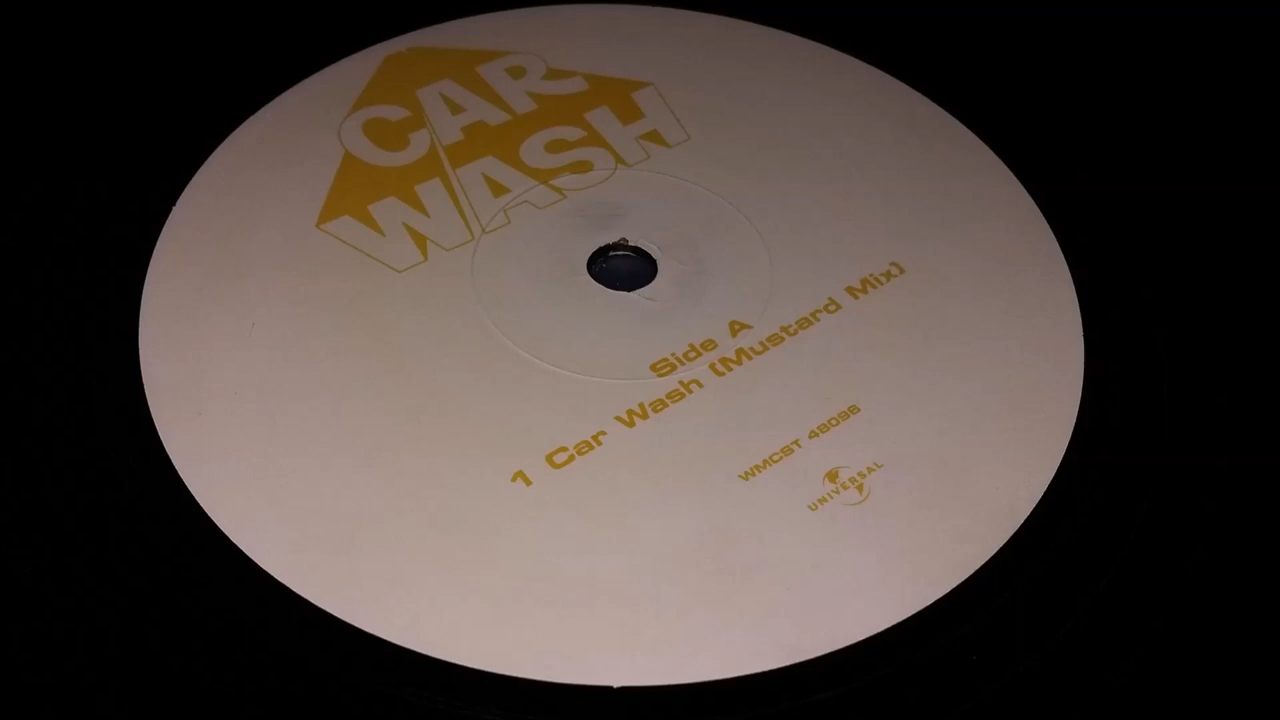 CAR
WASH
Side A
1 Car Wash (Mustard Mix)
WMCST 48096
UNIVERSAL